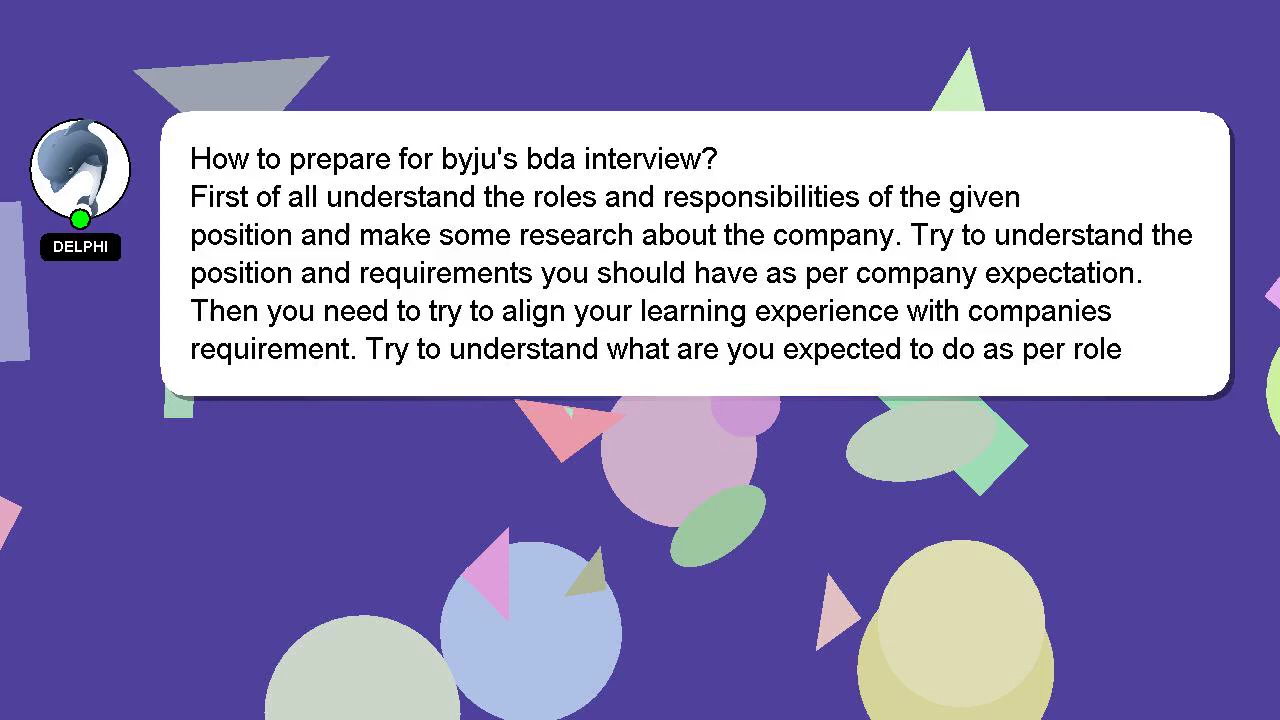 DELPHI
How to prepare for byju's bda interview?
First of all understand the roles and responsibilities of the given
position and make some research about the company. Try to understand the
position and requirements you should have as per company expectation.
Then you need to try to align your learning experience with companies
requirement. Try to understand what are you expected to do as per role